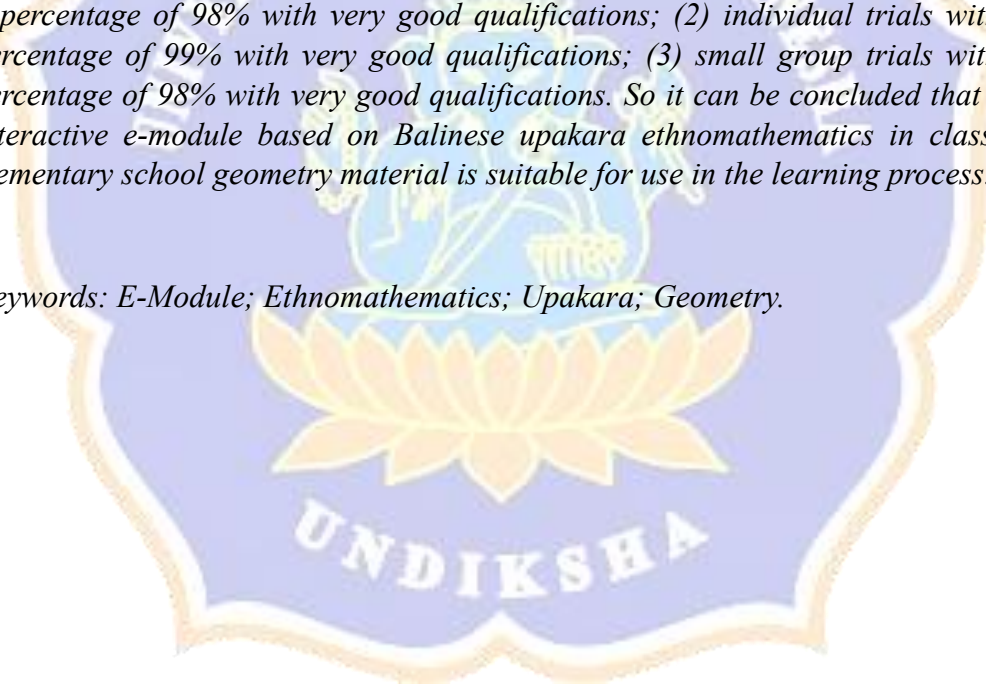 percentage of 98% with very good qualifications; (2) individual trials with
percentage of 99% with very good qualifications; (3) small group trials with
percentage of 98% with very good qualifications. So it can be concluded that
interactive e-module based on Balinese upakara ethnomathematics in class
elementary school geometry material is suitable for use in the learning process.
Keywords: E-Module; Ethnomathematics; Upakara; Geometry.
UNDIKSHA